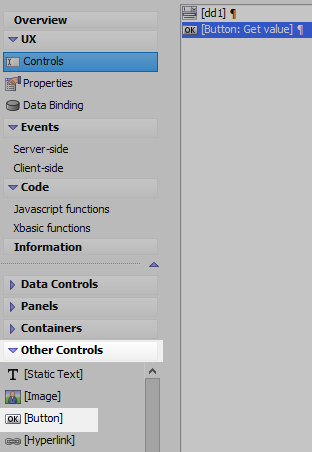 Overview
UX
Controls
Properties
Data Binding
Events
Server-side
Client-side
Code
Javascript functions
Xbasic functions
Information
Data Controls
Panels
Containers
Other Controls
T [Static Text]
[Image]
OK [Button]
[Hyperlink]
[dd1] ¶
OK [Button: Get value] ¶